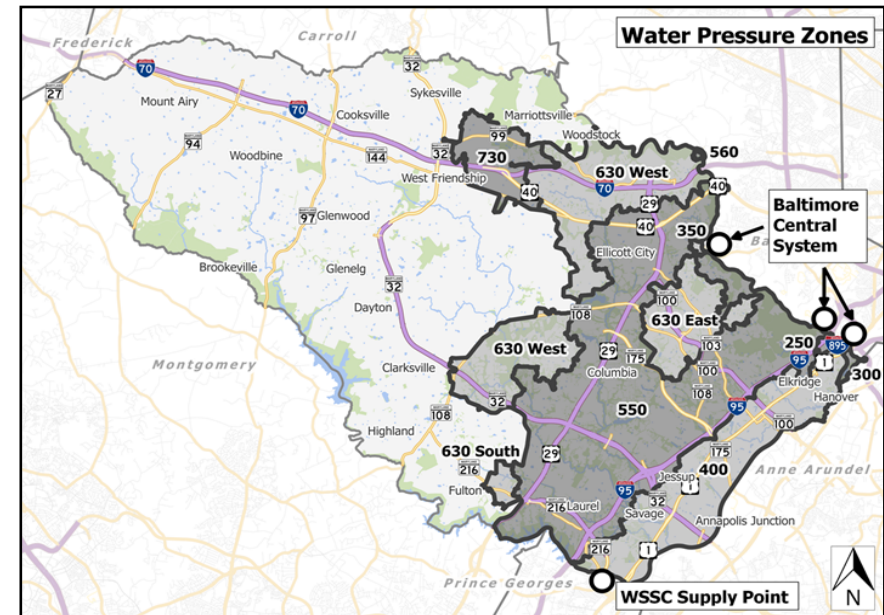 Water Pressure Zones
Frederick
Carroll
70
32
27
Mount Airy
Sykesville
70
Cooksville
Marriottsville
Woodstock
99
94
144
32
730
560
Woodbine
West Friendship
630 West
70
40
40
29
Baltimore
Central
System
97
Glenwood
40
350
Ellicott City
Brookeville
Glenelg
32
100
Dayton
108
630 East
250
895
630 West
29
175
103
95
1
300
Columbia
Elkridge
Clarksville
100
Hanover
Montgomery
108
32
95
550
108
100
Highland
630 South
29
175
400
Anne Arundel
216
Jessup
1
Fulton
95
32
216
Laurel
Savage
Annapolis Junction
216
1
Prince Georges
WSSC Supply Point
N